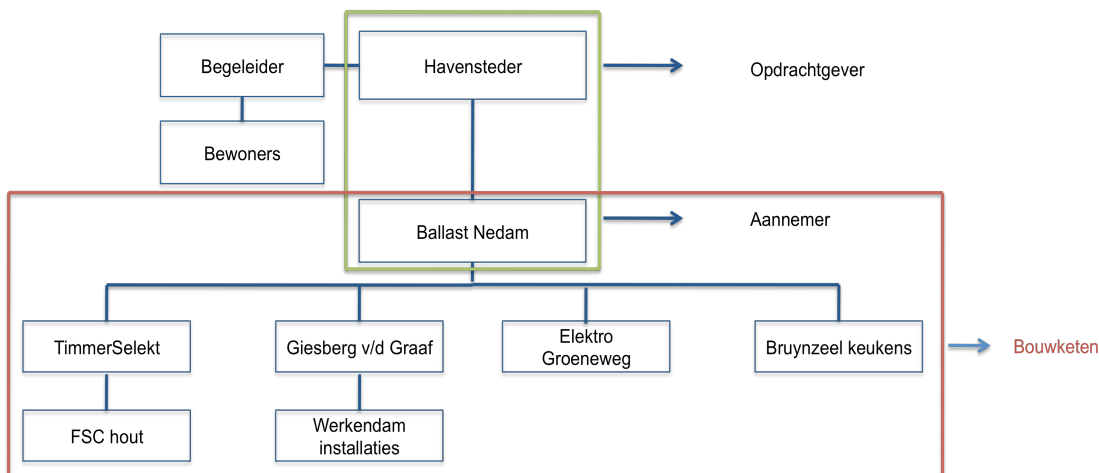 Begeleider
Havensteder
Opdrachtgever
Bewoners
Ballast Nedam
Aannemer
TimmerSelekt
Giesberg v/d Graaf
Elektro
Groeneweg
Bruynzeel keukens
Bouwketen
FSC hout
Werkendam
installaties